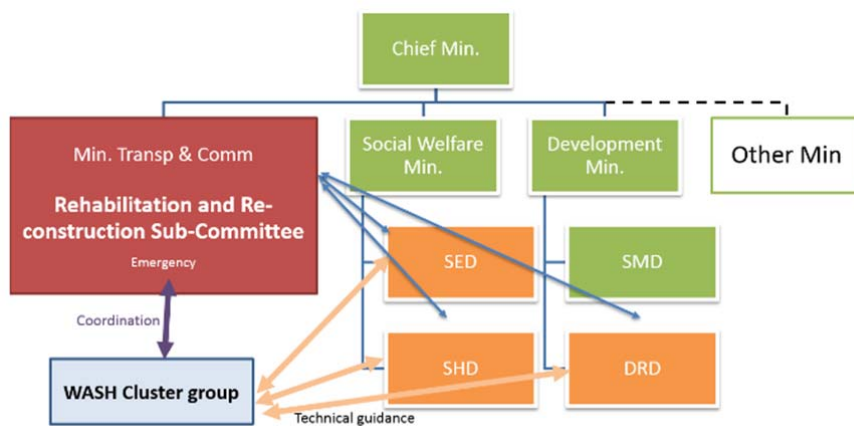 Chief Min.
Min. Transp & Comm
Rehabilitation and Re-
construction Sub-Committee
Emergency
Social Welfare
Min.
Development
Min.
Other Min
SED
SMD
Coordination
WASH Cluster group
SHD
DRD
Technical guidance